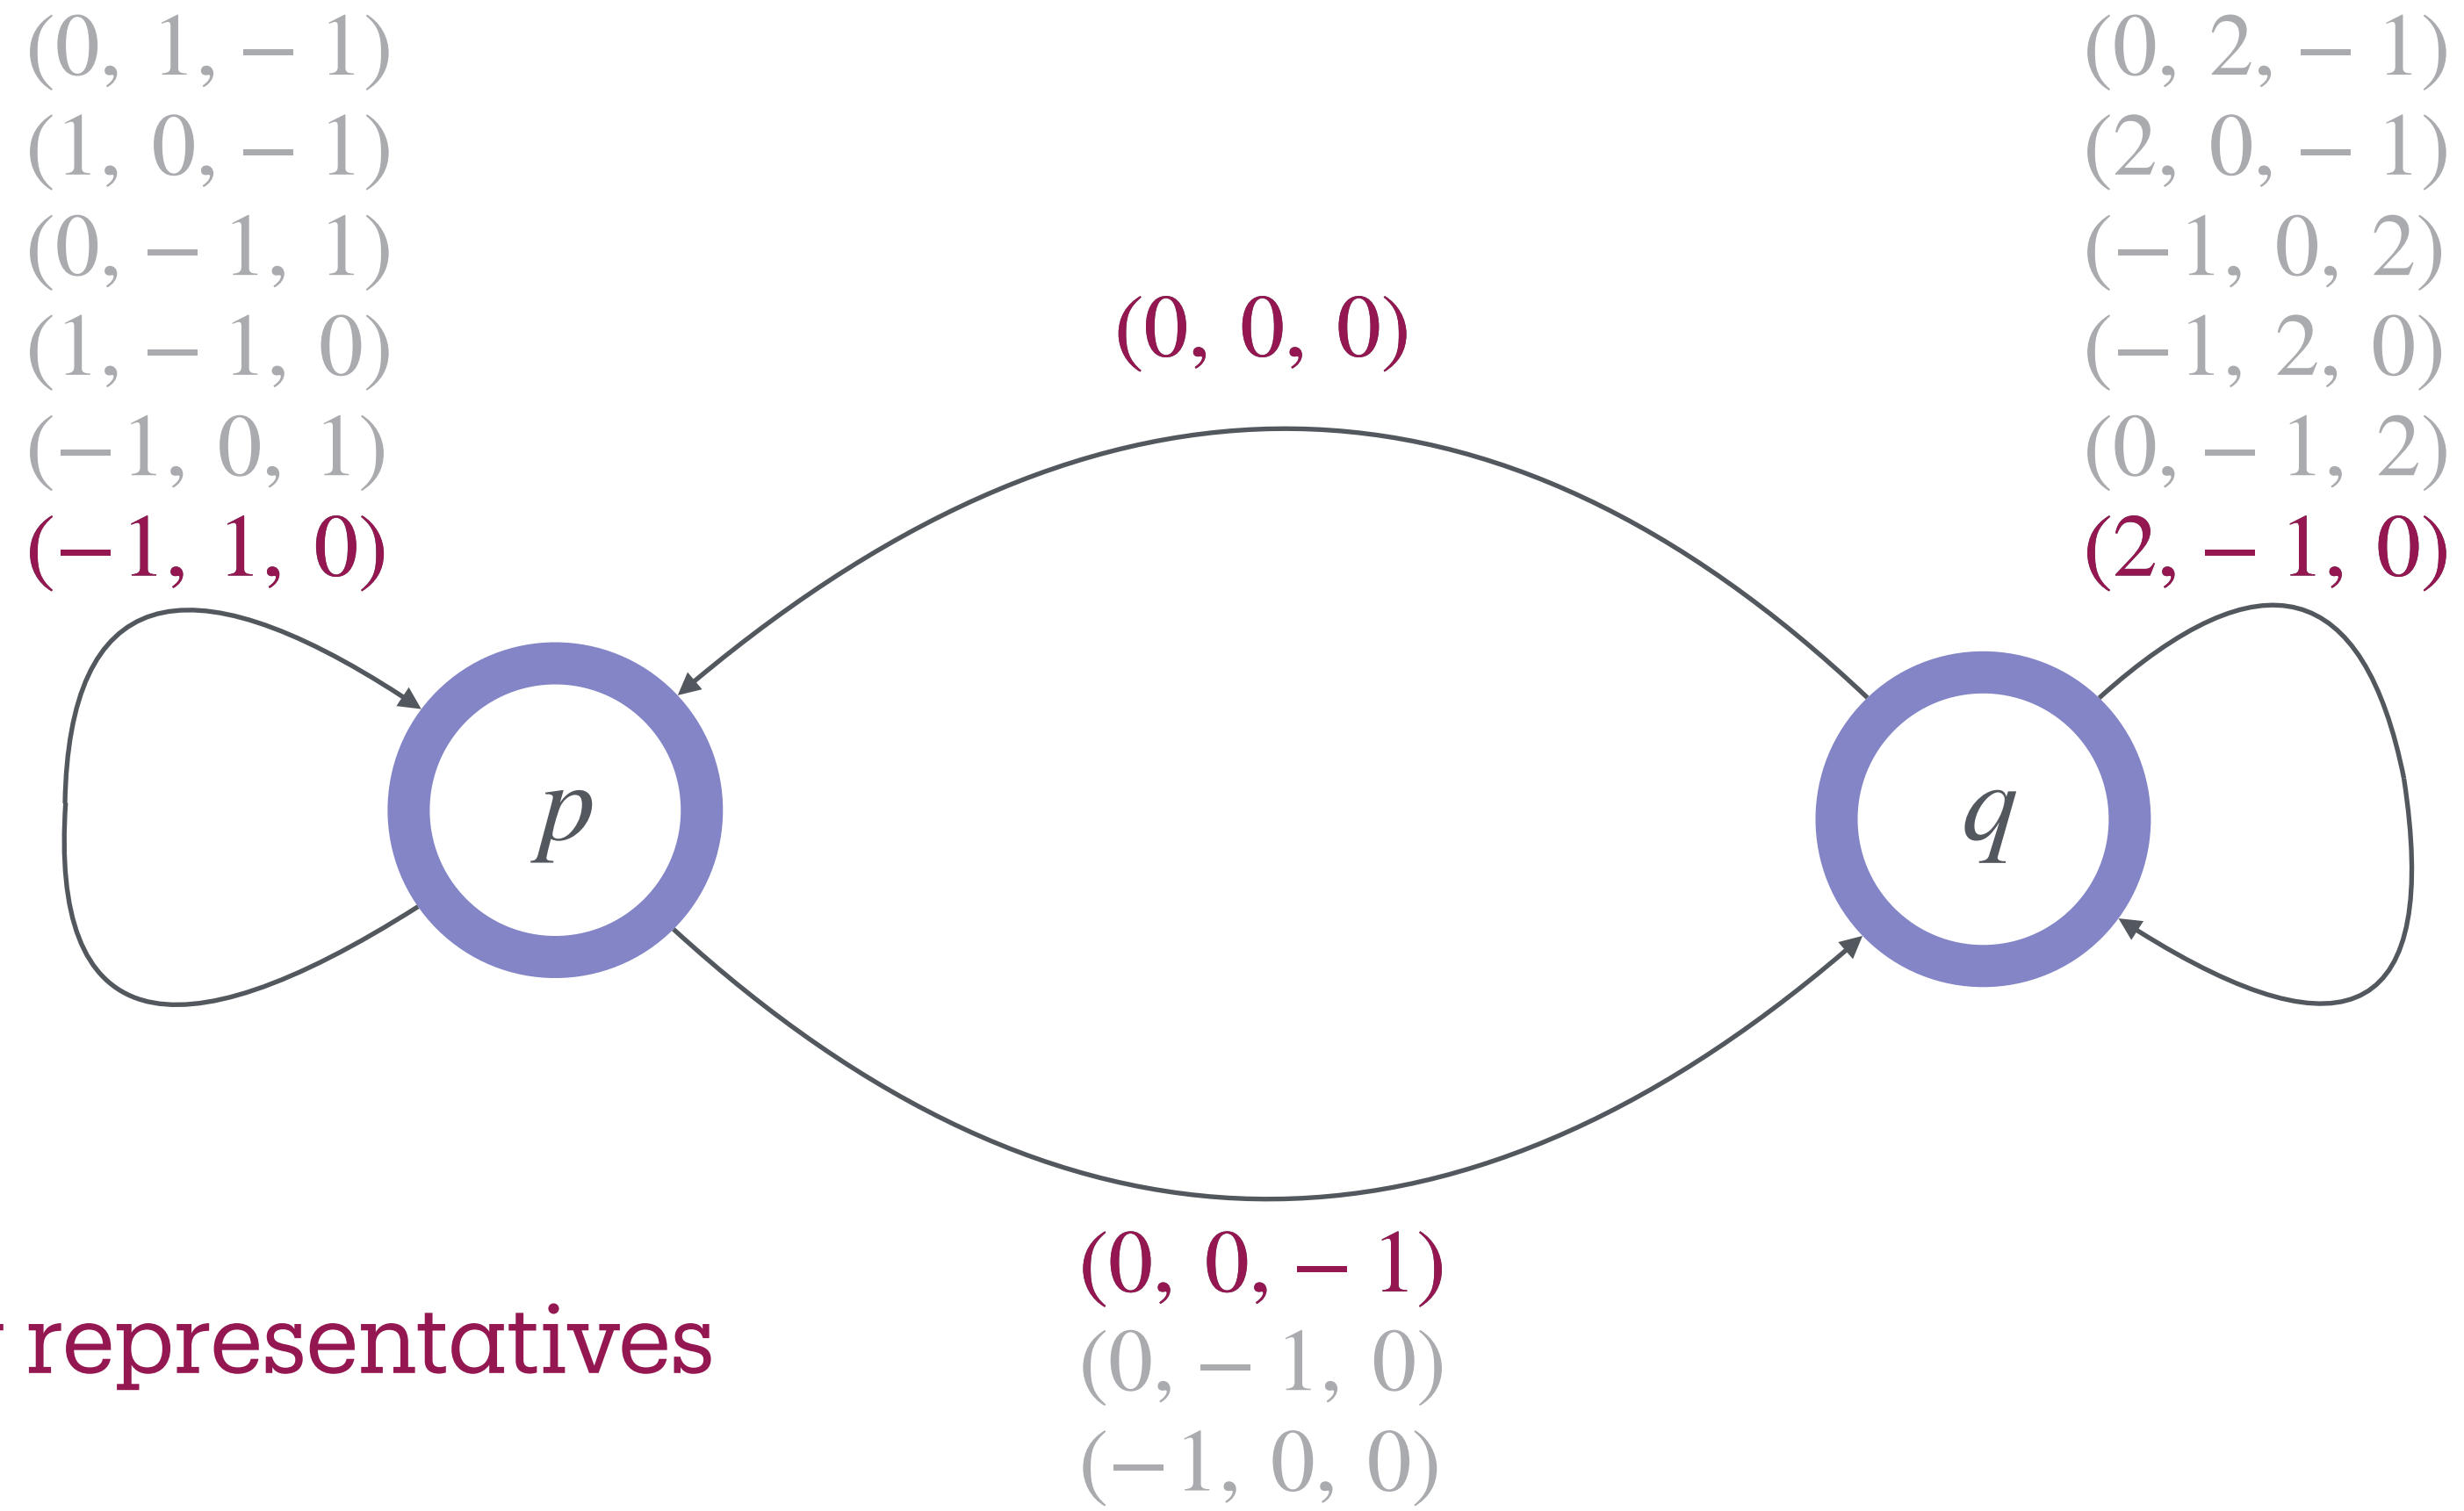 (0, 1, − 1)
(1, 0, − 1)
(0, − 1, 1)
(1, − 1, 0)
(−1, 0, 1)
(−1, 1, 0)
(0, 2, − 1)
(2, 0, − 1)
(−1, 0, 2)
(−1, 2, 0)
(0, − 1, 2)
(2, − 1, 0)
(0, 0, 0)
p
q
(0, 0, − 1)
(0, − 1, 0)
(−1, 0, 0)
representatives